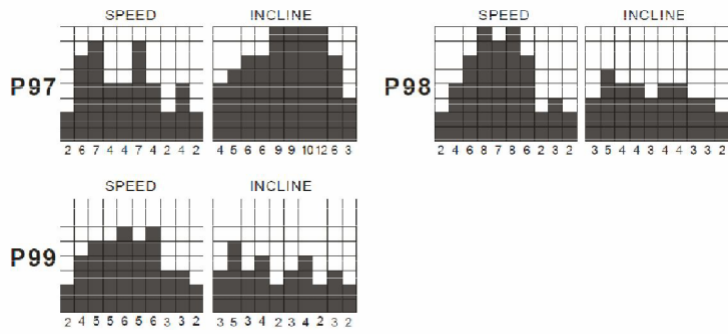 SPEED INCLINE
P97
2 6 7 4 4 7 4 2 4 2 4 5 6 6 9 9 10 12 6 3
SPEED INCLINE
P98
2 4 6 8 7 8 6 2 3 2 3 5 4 4 3 4 4 3 3 2
SPEED INCLINE
P99
2 4 5 5 6 5 6 3 3 2 3 5 3 4 2 3 4 2 3 2